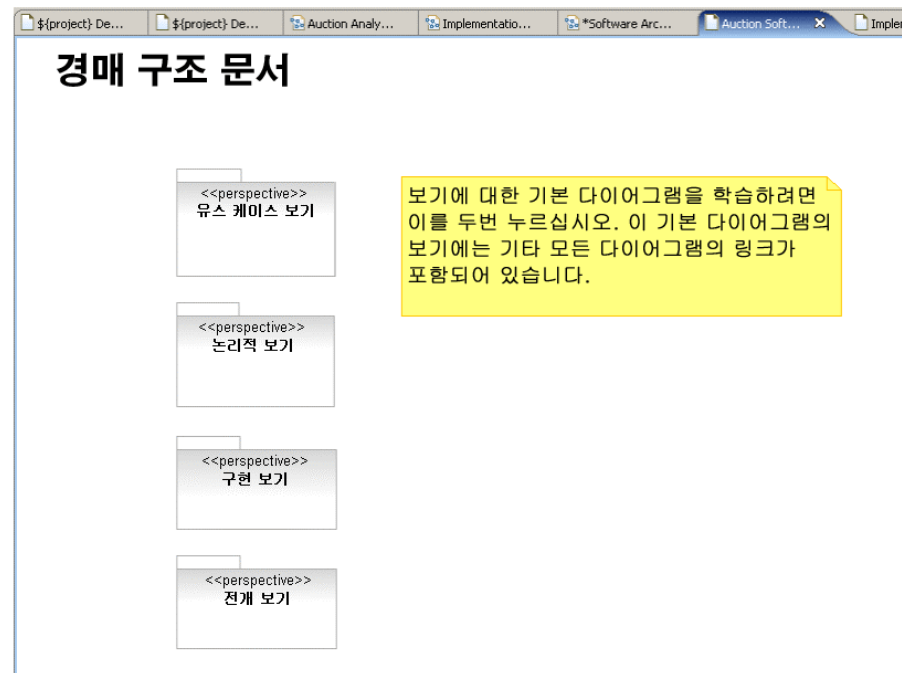 ${project} De...
${project} De...
Auction Analy...
Implementatio...
*Software Arc...
Auction Soft...
Impler
경매 구조 문서
<<perspective>>
유스 케이스 보기
보기에 대한 기본 다이어그램을 학습하려면
이를 두번 누르십시오. 이 기본 다이어그램의
보기에는 기타 모든 다이어그램의 링크가
포함되어 있습니다.
<<perspective>>
논리적 보기
<<perspective>>
구현 보기
<<perspective>>
전개 보기